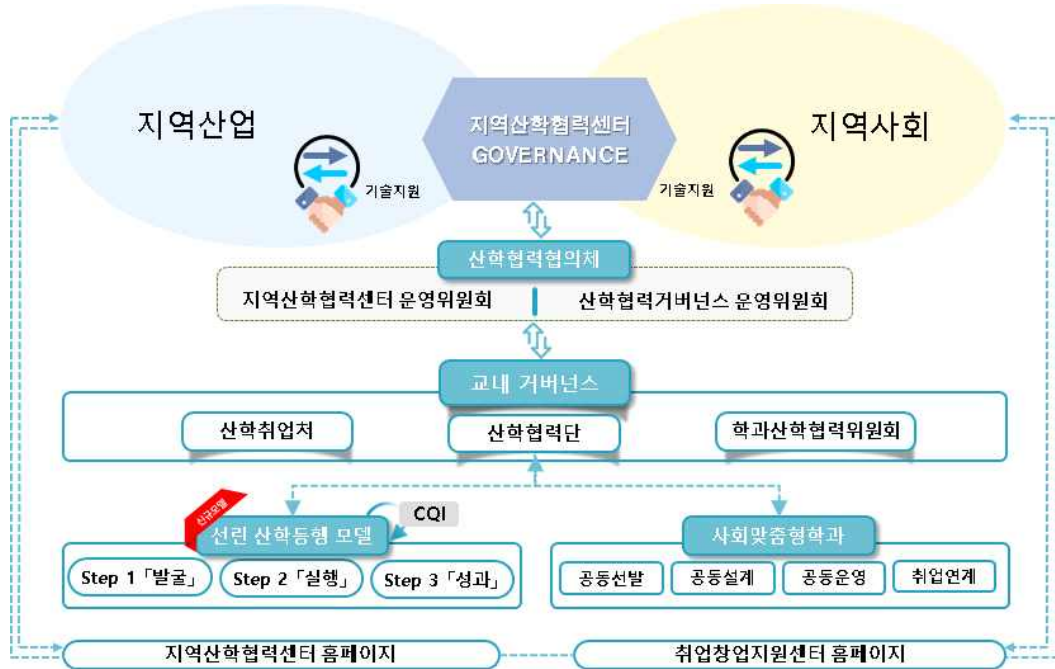 지역산업
지역산학협력센터
GOVERNANCE
지역사회
기술지원
기술지원
산학협력협의체
지역산학협력센터 운영위원회
산학협력거버넌스 운영위원회
교내 거버넌스
산학취업처
산학협력단
학과산학협력위원회
신규모델
선린 산학동행 모델
CQI
사회맞춤형학과
Step 1「발굴」
Step 2「실행」
Step 3「성과」
공동선발
공동설계
공동운영
취업연계
지역산학협력센터 홈페이지
취업창업지원센터 홈페이지